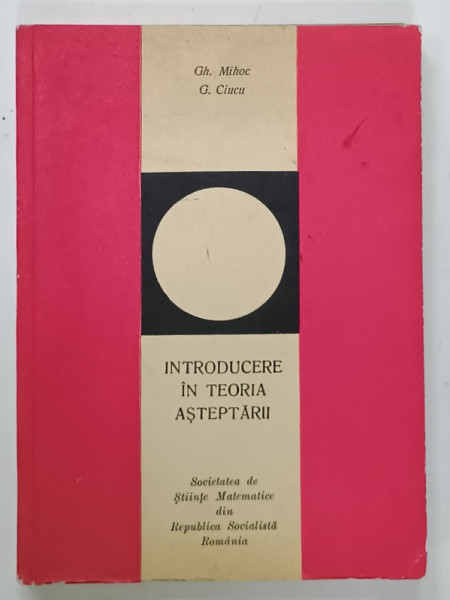 Gh. Mihoc
G. Ciucu
INTRODUCERE
ÎN TEORIA
AȘTEPTĂRII
Societatea de
Științe Matematice
din
Republica Socialistă
România